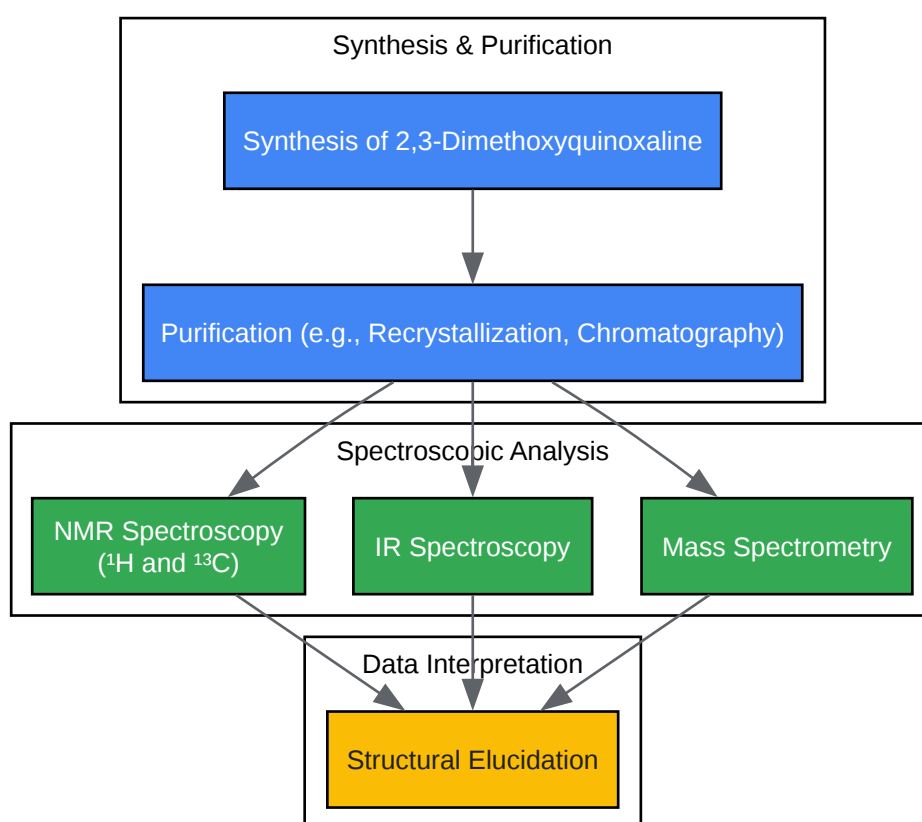 Synthesis & Purification
Synthesis of 2,3-Dimethoxyquinoxaline
Purification (e.g., Recrystallization, Chromatography)
Spectroscopic Analysis
NMR Spectroscopy
(¹H and ¹³C)
IR Spectroscopy
Mass Spectrometry
Data Interpretation
Structural Elucidation